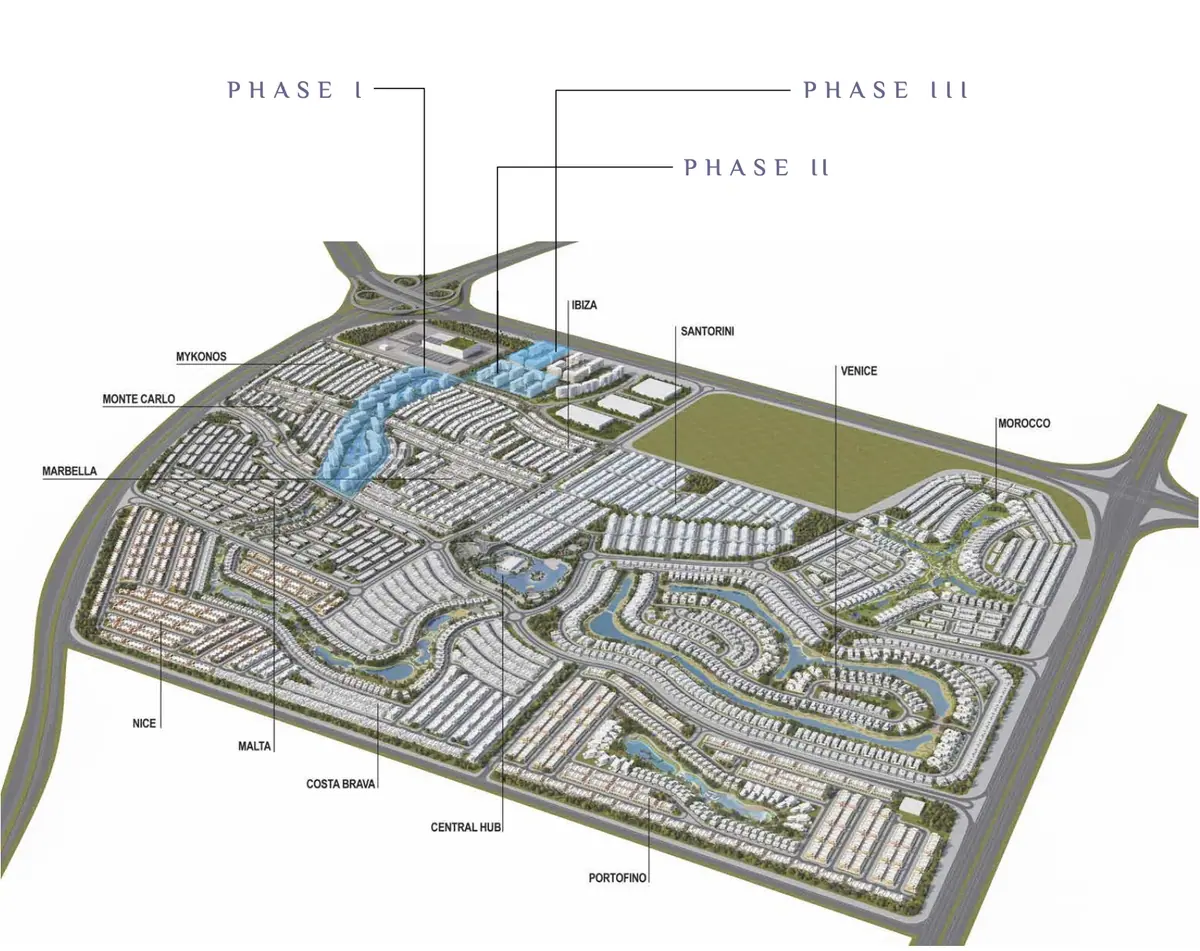 PHASE I
PHASE III
PHASE II
IBIZA
SANTORINI
MYKONOS
VENICE
MONTE CARLO
MOROCCO
MARBELLA
NICE
MALTA
COSTA BRAVA
CENTRAL HUB
PORTOFINO